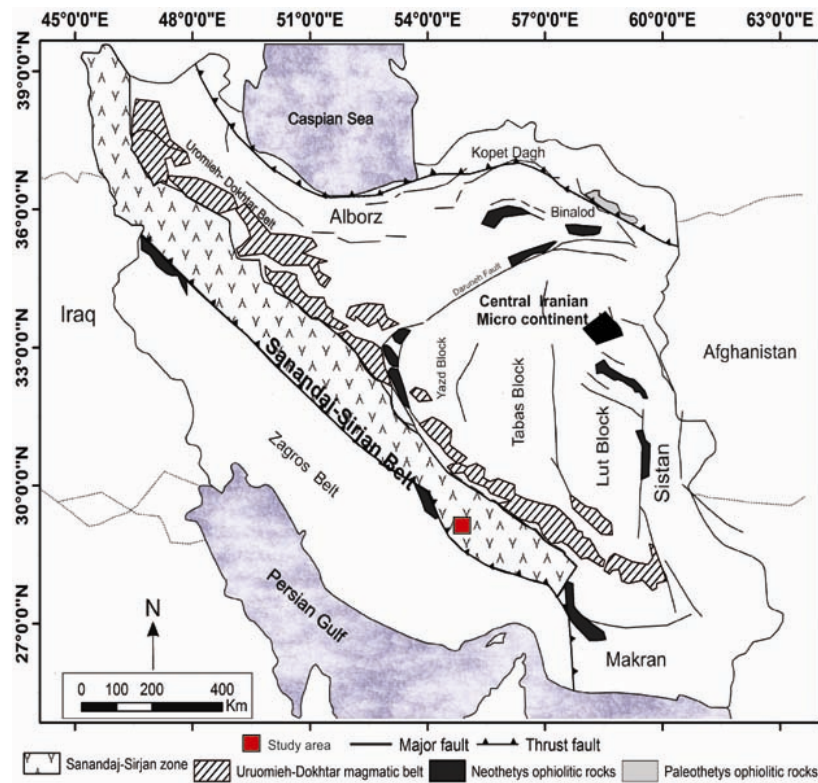 45°0'0"E 48°0'0"E 51°0'0"E 54°0'0"E 57°0'0"E 60°0'0"E 63°0'0"E
39°0'0"N
36°0'0"N
33°0'0"N
30°0'0"N
27°0'0"N
Caspian Sea
Kopet Dagh
Uromieh- Dokhtar Belt
Alborz
Binalod
Daruneh Fault
Iraq
Central Iranian
Micro continent
Afghanistan
Sanandaj-Sirjan Belt
Yazd Block
Tabas Block
Lut Block
Sistan
Zagros Belt
Persian Gulf
Makran
N
0 100 200 400
Km
Study area Major fault Thrust fault
Sanandaj-Sirjan zone Uruomieh-Dokhtar magmatic belt Neothetys ophiolitic rocks Paleothetys ophiolitic rocks